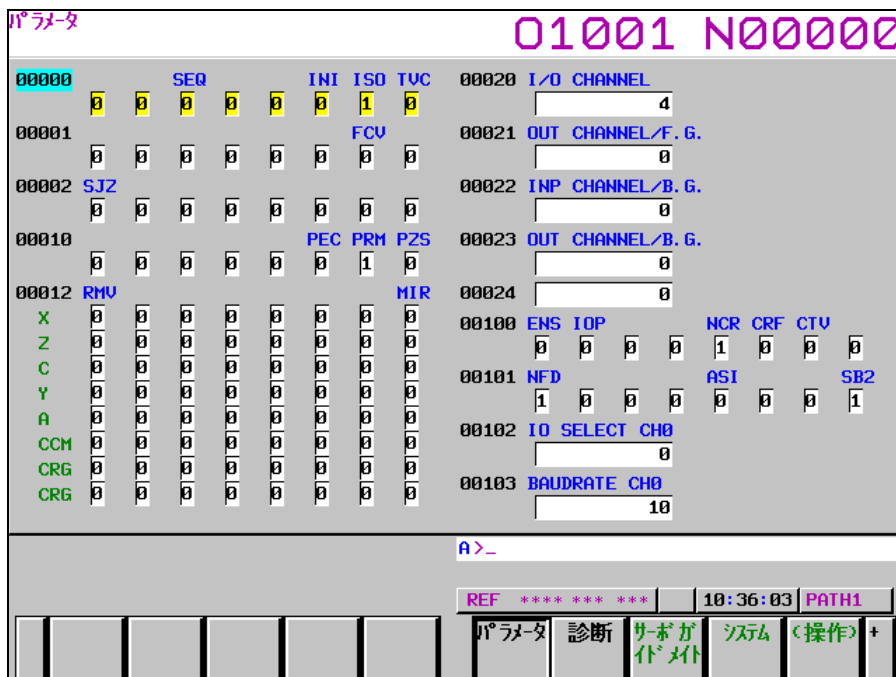 パラメータ
O1001 N00000
00000 SEQ INI ISO TVC
0 0 0 0 0 0 1 0
00001 FCV
0 0 0 0 0 0 0 0
00002 SJZ
0 0 0 0 0 0 0 0
00010 PEC PRM PZS
0 0 0 0 0 0 1 0
00012 RMV MIR
X 0 0 0 0 0 0 0 0
Z 0 0 0 0 0 0 0 0
C 0 0 0 0 0 0 0 0
Y 0 0 0 0 0 0 0 0
A 0 0 0 0 0 0 0 0
CCM 0 0 0 0 0 0 0 0
CRG 0 0 0 0 0 0 0 0
CRG 0 0 0 0 0 0 0 0
00020 I/O CHANNEL
4
00021 OUT CHANNEL/F.G.
0
00022 INP CHANNEL/B.G.
0
00023 OUT CHANNEL/B.G.
0
00024 0
00100 ENS IOP NCR CRF CTV
0 0 0 0 1 0 0 0
00101 NFD ASI SB2
1 0 0 0 0 0 0 1
00102 IO SELECT CH0
0
00103 BAUDRATE CH0
10
A>_
REF **** *** *** 10:36:03 PATH1
パラメータ 診断 サーボガ システム (操作) +
イドメイト